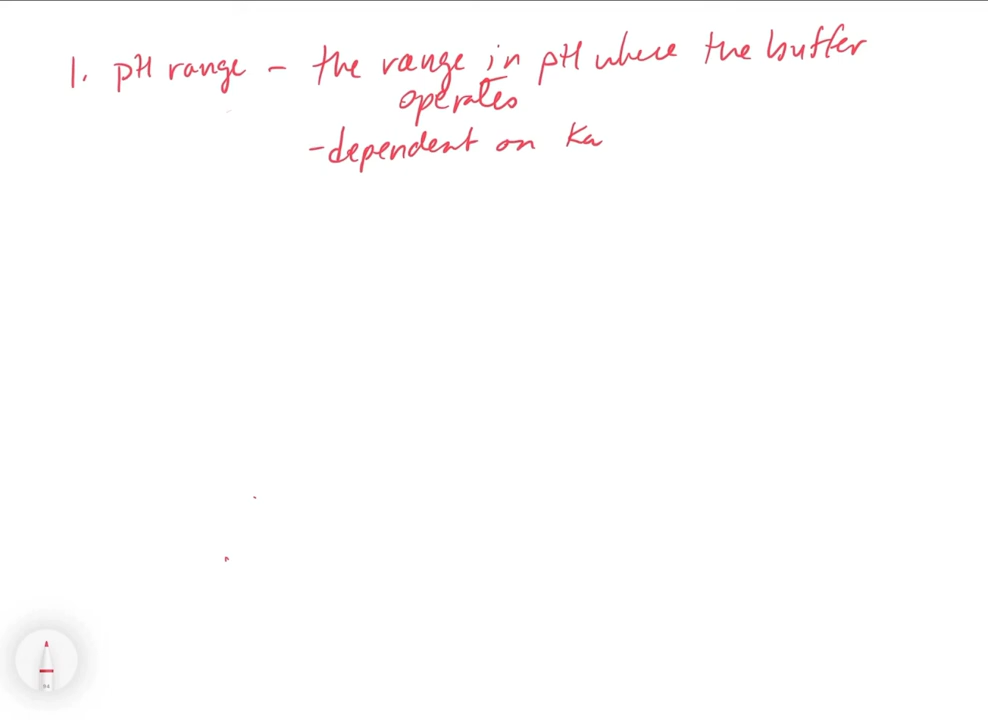 1. pH range - the range in pH where the buffer
operates
-dependent on Ka